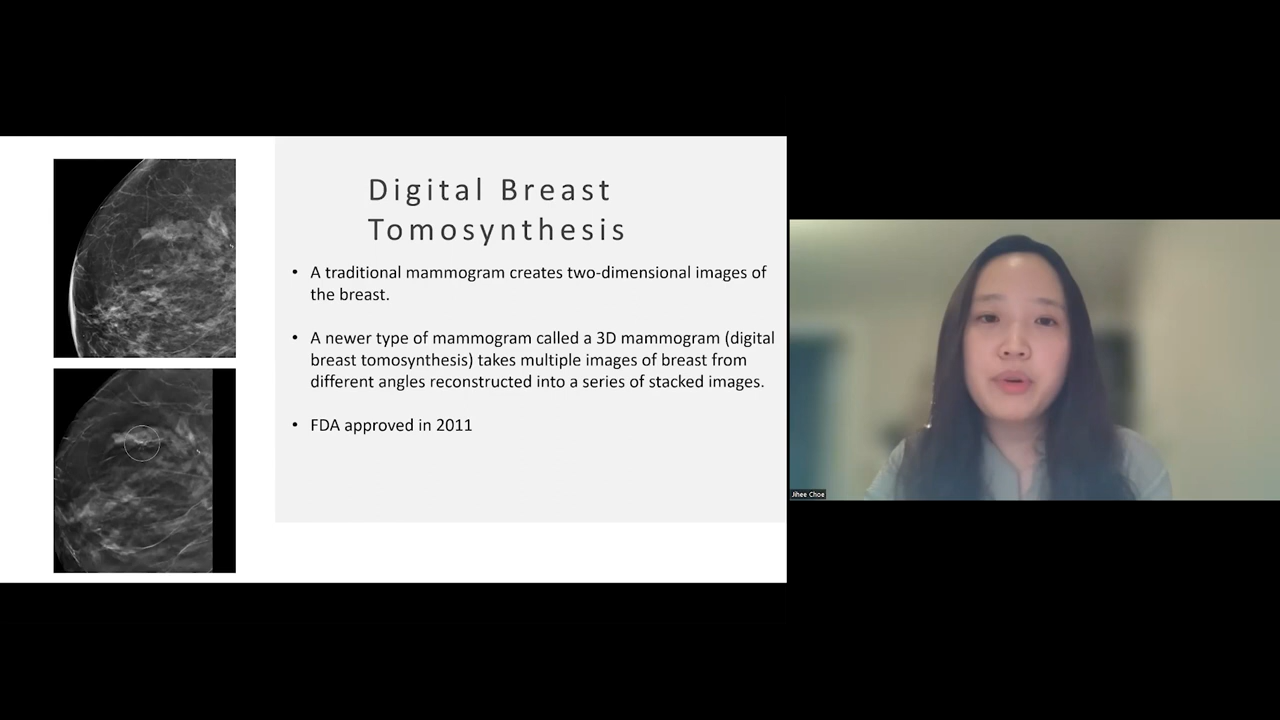 Digital Breast
Tomosynthesis
• A traditional mammogram creates two-dimensional images of
the breast.
• A newer type of mammogram called a 3D mammogram (digital
breast tomosynthesis) takes multiple images of breast from
different angles reconstructed into a series of stacked images.
• FDA approved in 2011
Jihee Choe